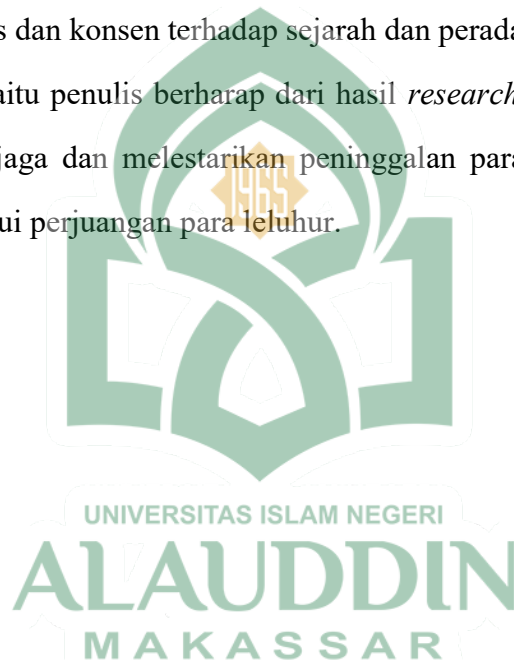 s dan konsen terhadap sejarah dan perada
aitu penulis berharap dari hasil research
jaga dan melestarikan peninggalan para
ui perjuangan para leluhur.
1965
UNIVERSITAS ISLAM NEGERI
ALAUDDIN
MAKASSAR